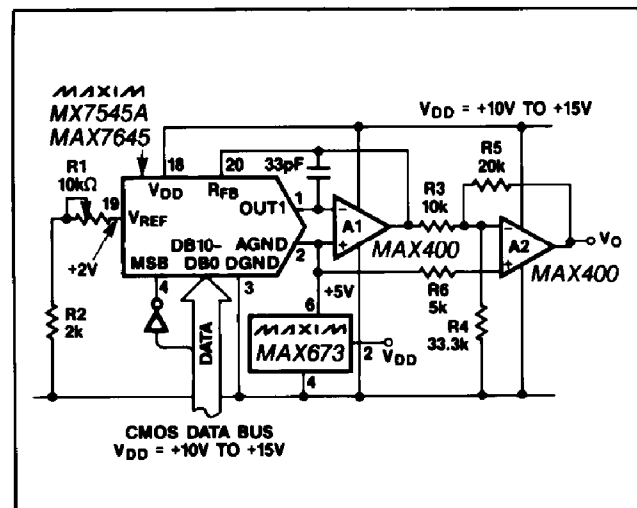 MAXIM
MX7545A
MAX7645
VDD = +10V TO +15V
R1
10kΩ
19
18
20
33pF
R5
20k
VDD
RFB
1
R3
10k
OUT1
VREF
A1
A2
VO
+2V
MSB
DB10-
DB0
AGND
DGND
2
MAX400
MAX400
4
3
+5V
R6
5k
R2
2k
DATA
6
MAXIM
MAX673
2
VDD
R4
33.3k
4
CMOS DATA BUS
VDD = +10V TO +15V